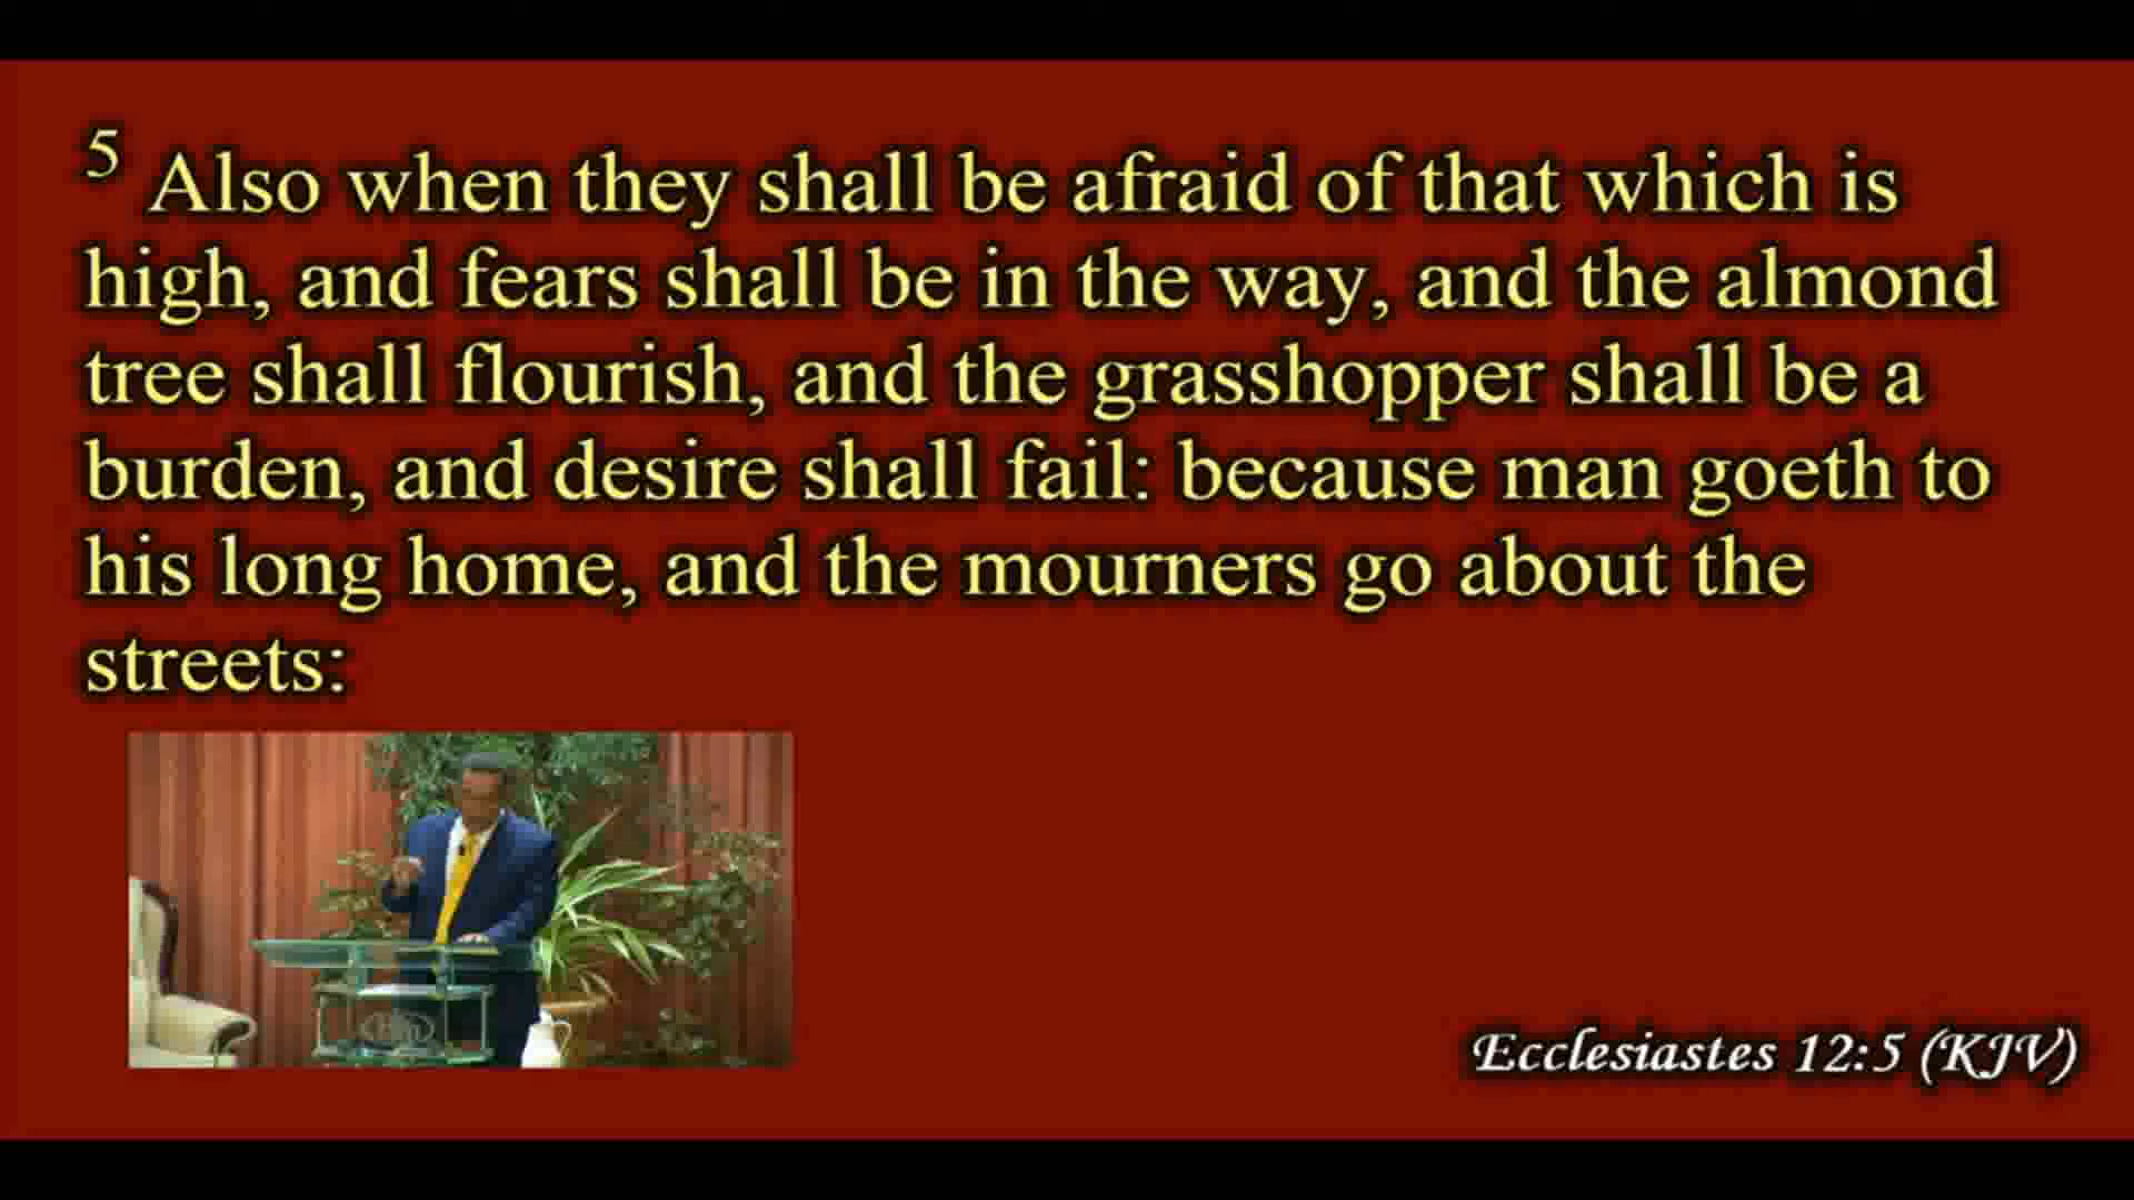 5 Also when they shall be afraid of that which is
high, and fears shall be in the way, and the almond
tree shall flourish, and the grasshopper shall be a
burden, and desire shall fail: because man goeth to
his long home, and the mourners go about the
streets:
Ecclesiastes 12:5 (KJV)